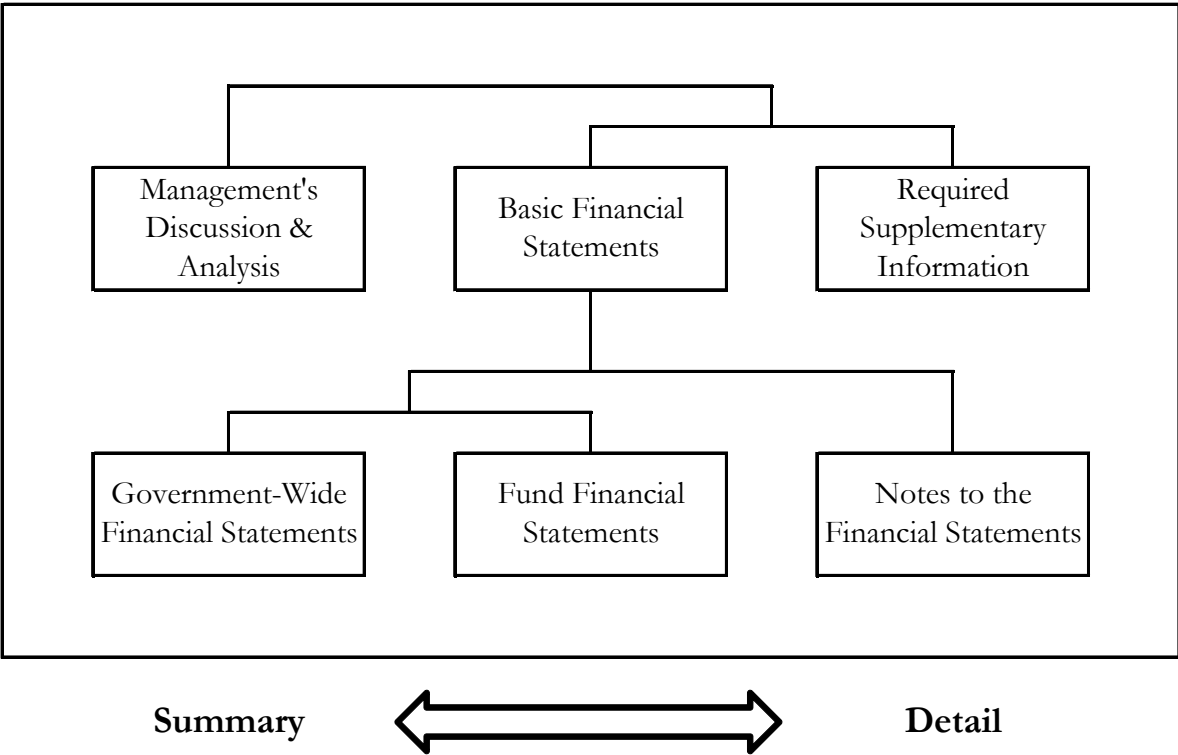 Management's
Discussion &
Analysis
Basic Financial
Statements
Required
Supplementary
Information
Government-Wide
Financial Statements
Fund Financial
Statements
Notes to the
Financial Statements
Summary
Detail